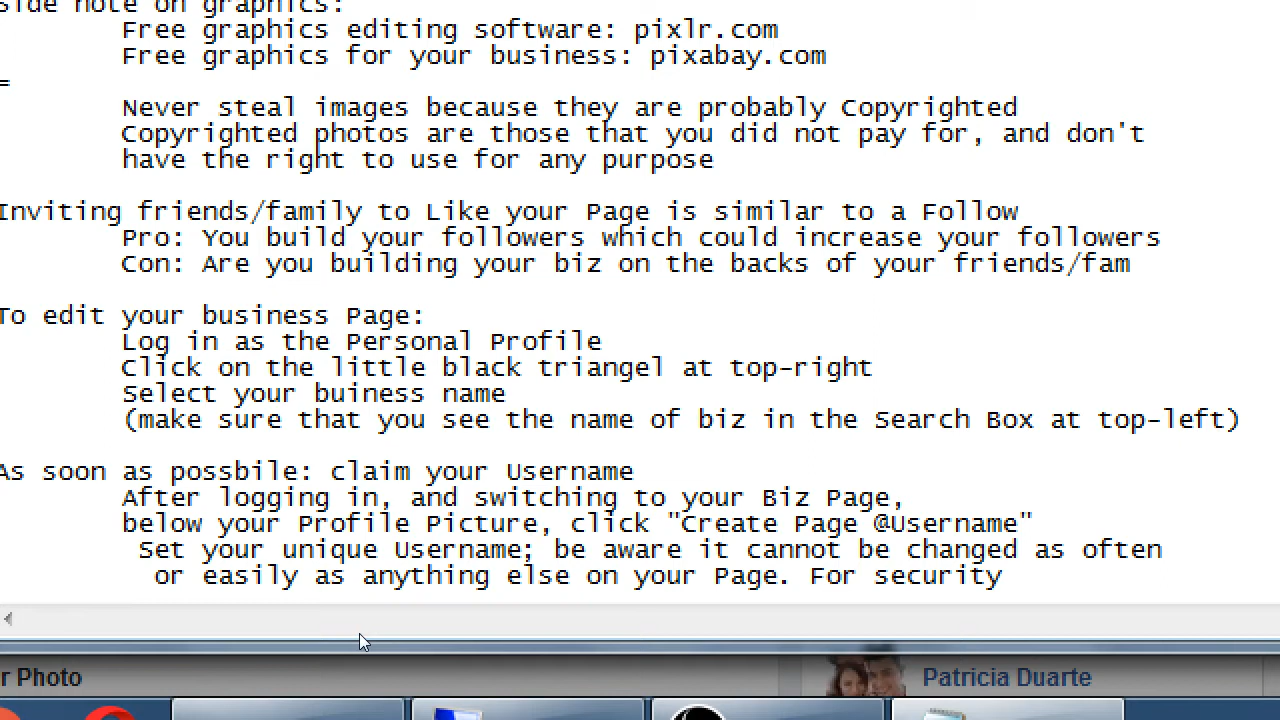 Side note on graphics:
Free graphics editing software: pixlr.com
Free graphics for your business: pixabay.com
=
Never steal images because they are probably Copyrighted
Copyrighted photos are those that you did not pay for, and don't
have the right to use for any purpose
Inviting friends/family to Like your Page is similar to a Follow
Pro: You build your followers which could increase your followers
Con: Are you building your biz on the backs of your friends/fam
To edit your business Page:
Log in as the Personal Profile
Click on the little black triangel at top-right
Select your buiness name
(make sure that you see the name of biz in the Search Box at top-left)
As soon as possbile: claim your Username
After logging in, and switching to your Biz Page,
below your Profile Picture, click "Create Page @Username"
Set your unique Username; be aware it cannot be changed as often
or easily as anything else on your Page. For security
r Photo
Patricia Duarte